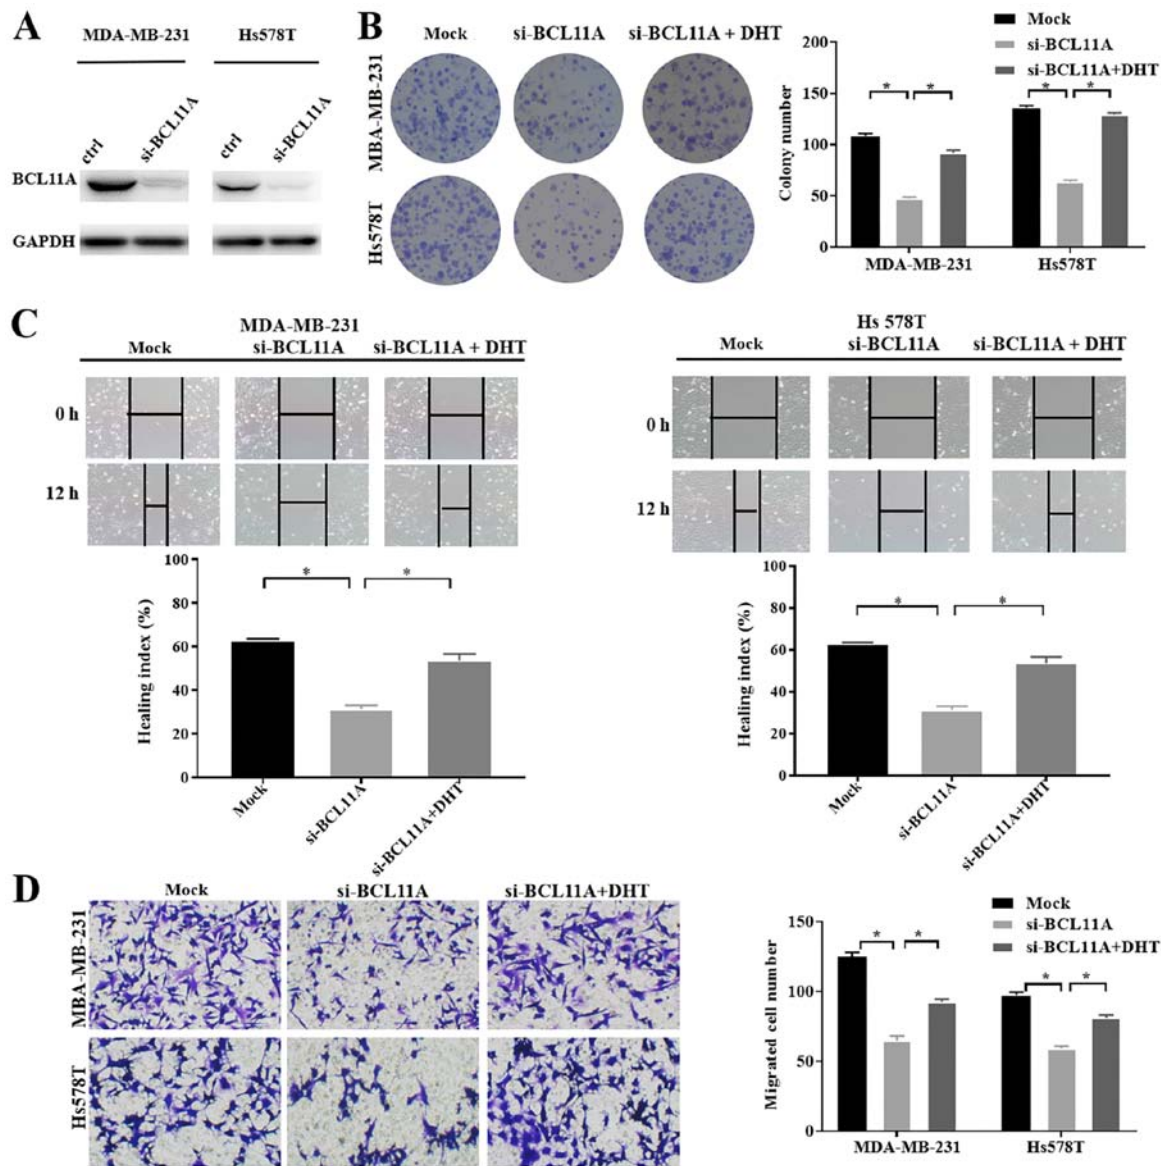 A
MDA-MB-231 Hs578T
ctrl si-BCL11A ctrl si-BCL11A
BCL11A
GAPDH
B
Mock si-BCL11A si-BCL11A + DHT
MBA-MB-231
Hs578T
Mock
si-BCL11A
si-BCL11A+DHT
Colony number
200
150
100
50
0
* * * *
MDA-MB-231 Hs578T
C
MDA-MB-231
Mock si-BCL11A si-BCL11A + DHT
0 h
12 h
Healing index (%)
100
80
60
40
20
0
* *
Mock si-BCL11A si-BCL11A+DHT
Hs 578T
Mock si-BCL11A si-BCL11A + DHT
0 h
12 h
Healing index (%)
100
80
60
40
20
0
* *
Mock si-BCL11A si-BCL11A+DHT
D
Mock si-BCL11A si-BCL11A+DHT
MBA-MB-231
Hs578T
Mock
si-BCL11A
si-BCL11A+DHT
Migrated cell number
150
100
50
0
* * * *
MDA-MB-231 Hs578T